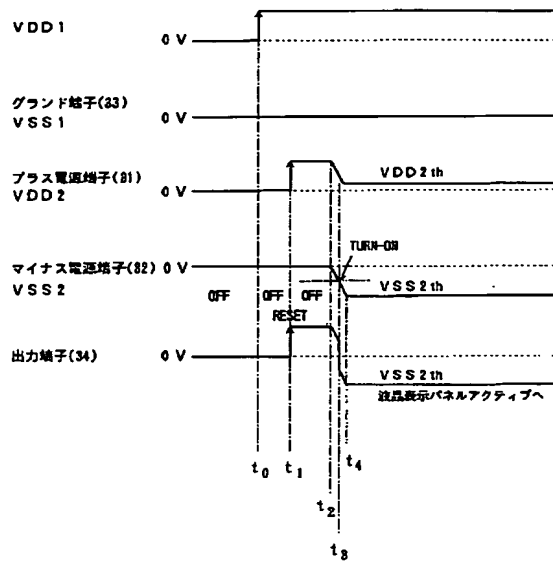 VDD1 0V
グランド端子(33)
VSS1 0V
プラス電源端子(31)
VDD2 0V
VDD2th
TURN-ON
マイナス電源端子(32) 0V
VSS2
OFF OFF OFF
VSS2th
RESET
出力端子(34) 0V
VSS2th
液晶表示パネルアクティブへ
t0 t1 t2 t3 t4